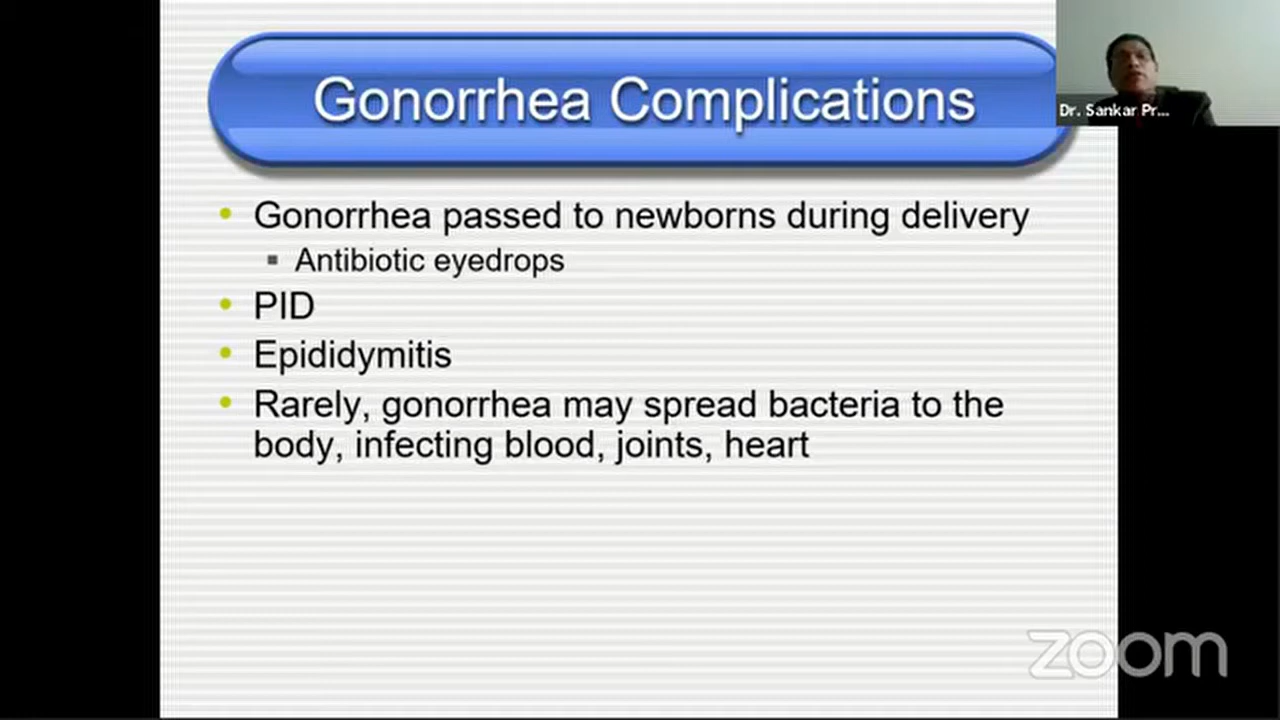 Gonorrhea Complications
Dr. Sankar Pr...
• Gonorrhea passed to newborns during delivery
▪ Antibiotic eyedrops
• PID
• Epididymitis
• Rarely, gonorrhea may spread bacteria to the
body, infecting blood, joints, heart
zoom